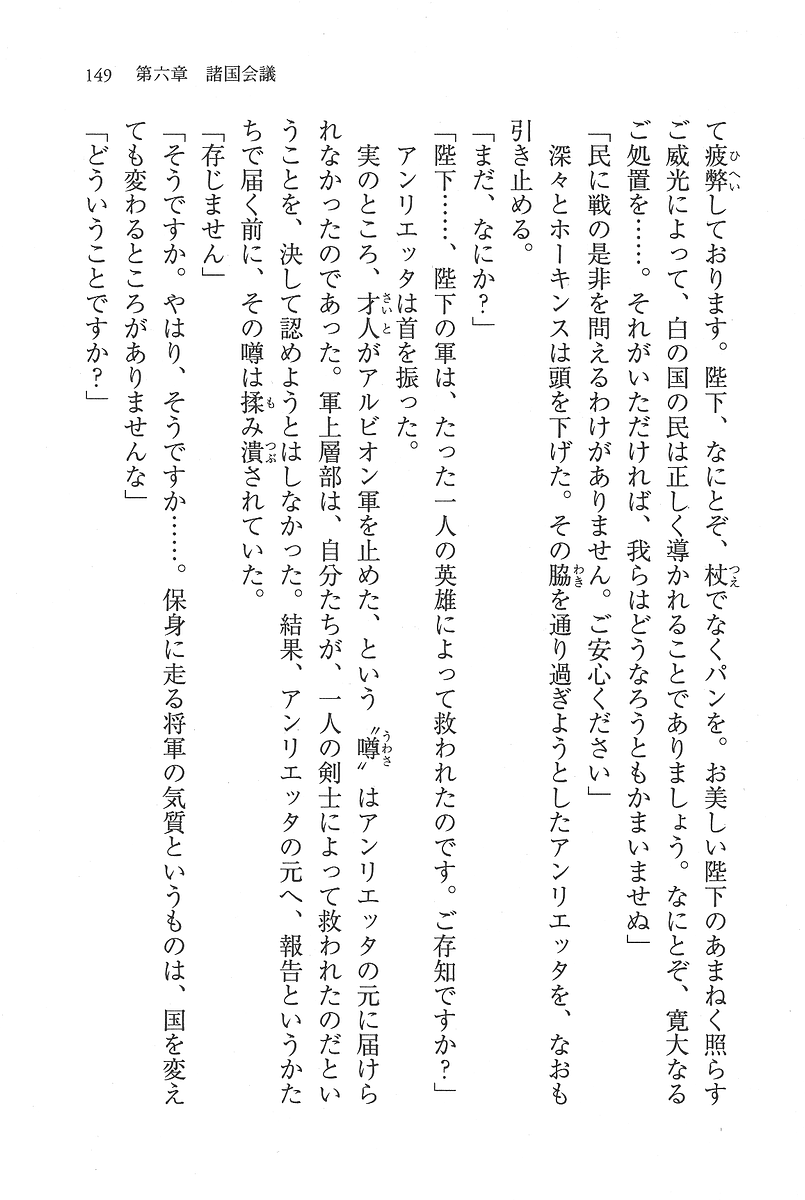 149　第六章　諸国会議
て疲弊しております。陛下、なにとぞ、杖でなくパンを。お美しい陛下のあまねく照らす
ご威光によって、白の国の民は正しく導かれることでありましょう。なにとぞ、寛大なる
ご処置を……。それがいただければ、我らはどうなろうともかまいませぬ」
「民に戦の是非を問えるわけがありません。ご安心ください」
　深々とホーキンスは頭を下げた。その脇を通り過ぎようとしたアンリエッタを、なおも
引き止める。
「まだ、なにか？」
「陛下……、陛下の軍は、たった一人の英雄によって救われたのです。ご存知ですか？」
　アンリエッタは首を振った。
　実のところ、才人がアルビオン軍を止めた、という〝噂〟はアンリエッタの元に届けら
れなかったのであった。軍上層部は、自分たちが、一人の剣士によって救われたのだとい
うことを、決して認めようとはしなかった。結果、アンリエッタの元へ、報告というかた
ちで届く前に、その噂は揉み潰されていた。
「存じません」
「そうですか。やはり、そうですか……。保身に走る将軍の気質というものは、国を変え
ても変わるところがありませんな」
「どういうことですか？」